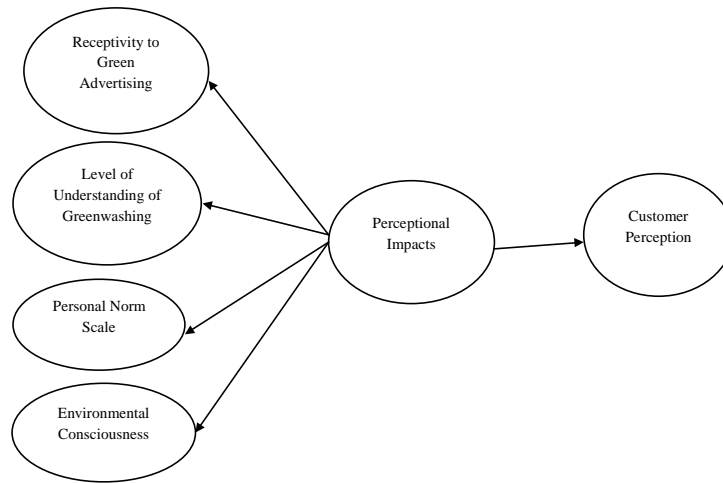 Receptivity to
Green
Advertising
Level of
Understanding of
Greenwashing
Personal Norm
Scale
Environmental
Consciousness
Perceptional
Impacts
Customer
Perception